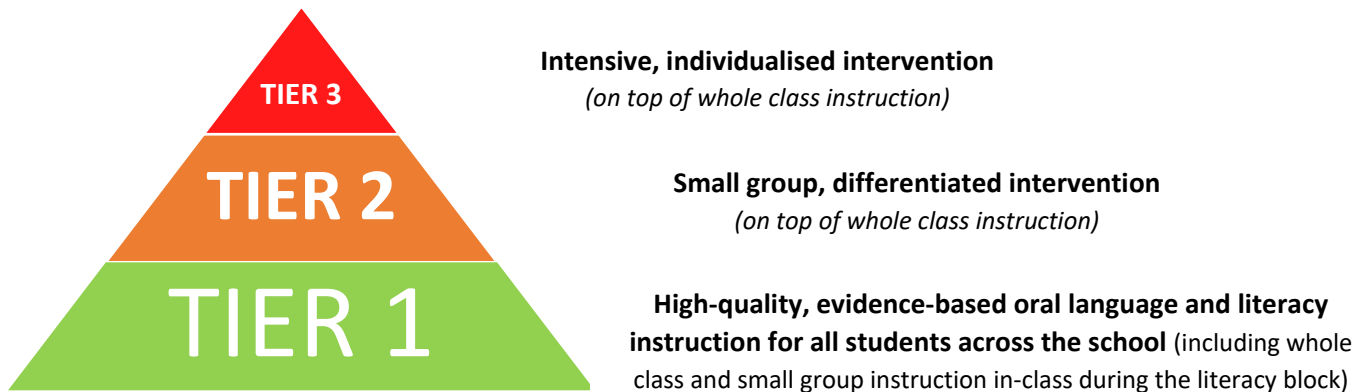 TIER 3
Intensive, individualised intervention
(on top of whole class instruction)
TIER 2
Small group, differentiated intervention
(on top of whole class instruction)
TIER 1
High-quality, evidence-based oral language and literacy
instruction for all students across the school (including whole
class and small group instruction in-class during the literacy block)